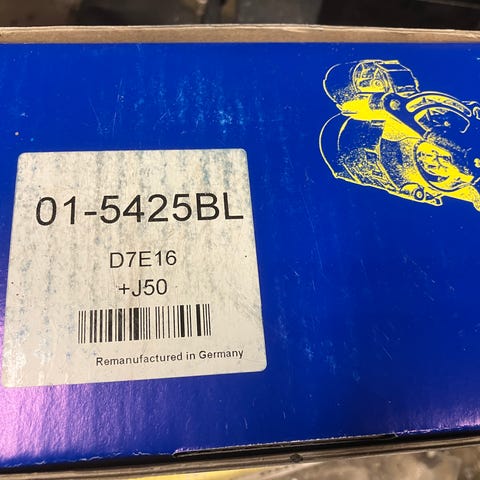 01-5425BL
D7E16
+J50
Remanufactured in Germany